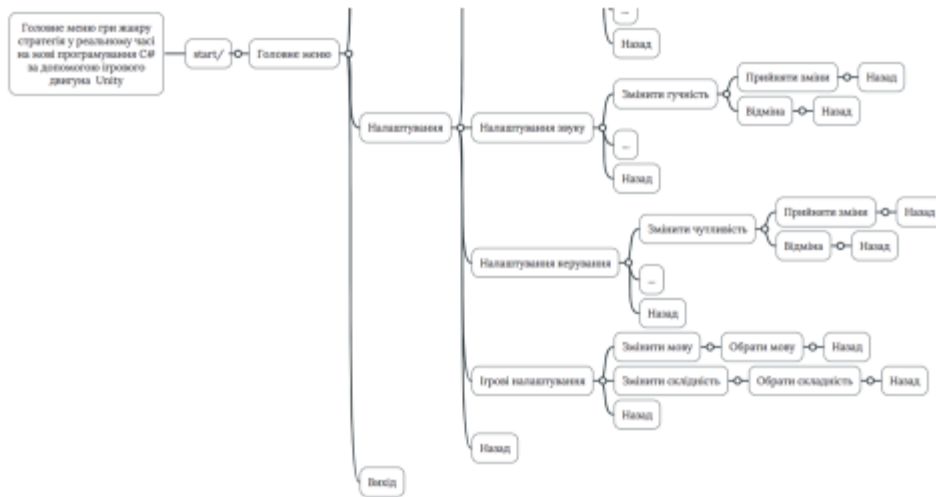 Головне меню гри жанру
стратегія у реальному часі
на мові програмування C#
за допомогою ігрового
двигуна Unity
start/
Головне меню
...
Назад
Налаштування
Налаштування звуку
Змінити гучність
Прийняти зміни
Назад
Відміна
Назад
...
Назад
Налаштування керування
Змінити чутливість
Прийняти зміни
Назад
Відміна
Назад
...
Назад
Ігрові налаштування
Змінити мову
Обрати мову
Назад
Змінити склідність
Обрати складність
Назад
Назад
Назад
Вихід